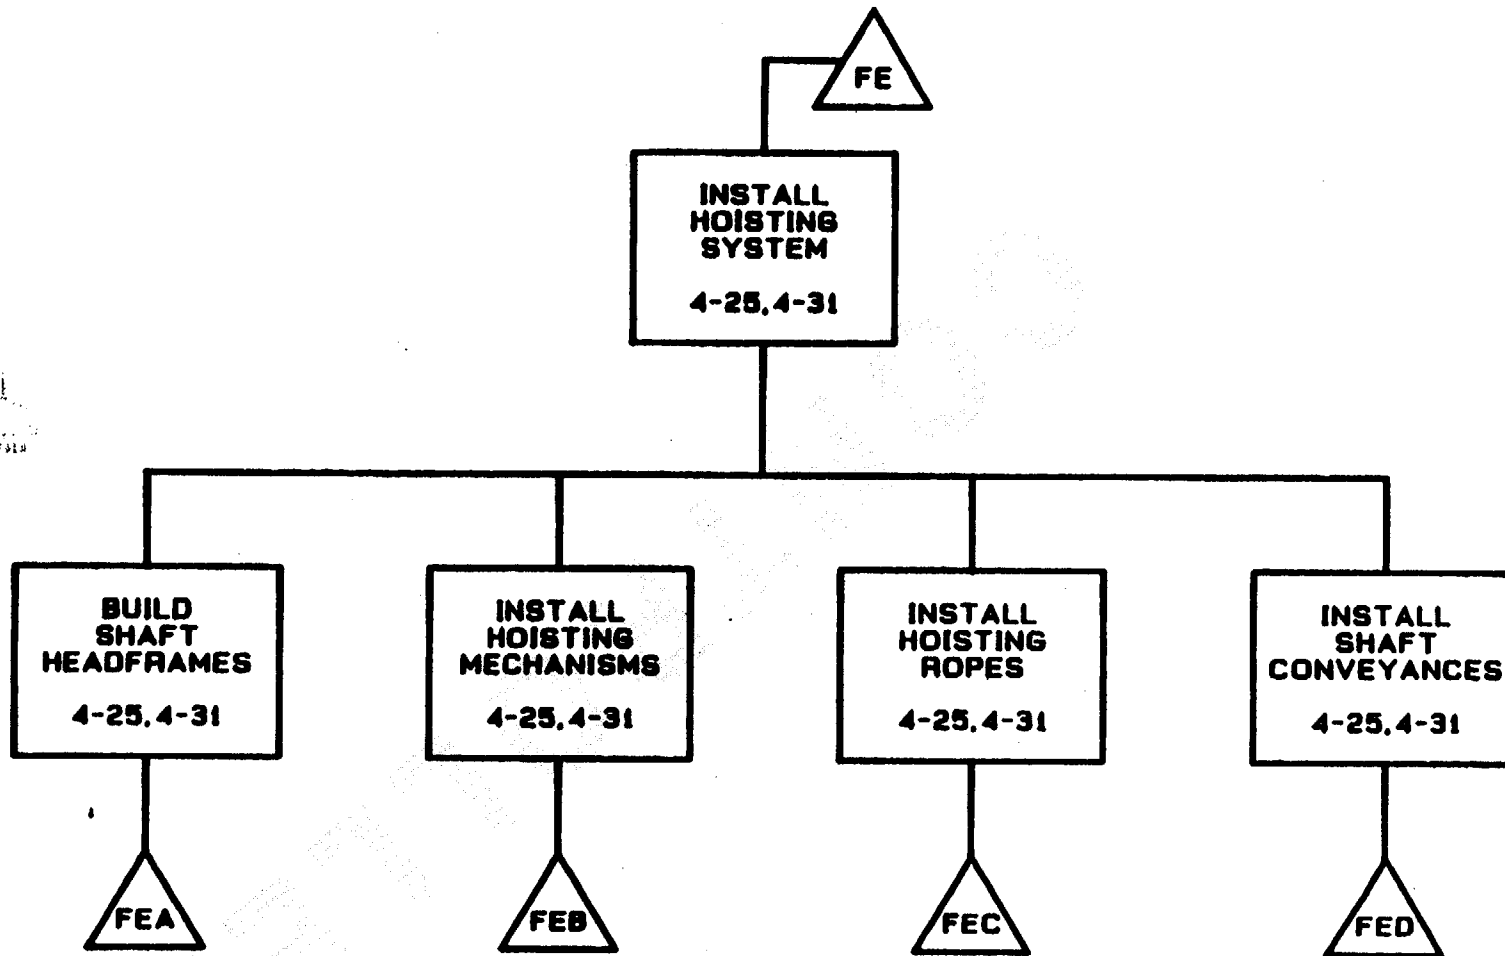 FE
INSTALL
HOISTING
SYSTEM
4-25,4-31
BUILD
SHAFT
HEADFRAMES
4-25,4-31
INSTALL
HOISTING
MECHANISMS
4-25,4-31
INSTALL
HOISTING
ROPES
4-25,4-31
INSTALL
SHAFT
CONVEYANCES
4-25,4-31
FEA
FEB
FEC
FED